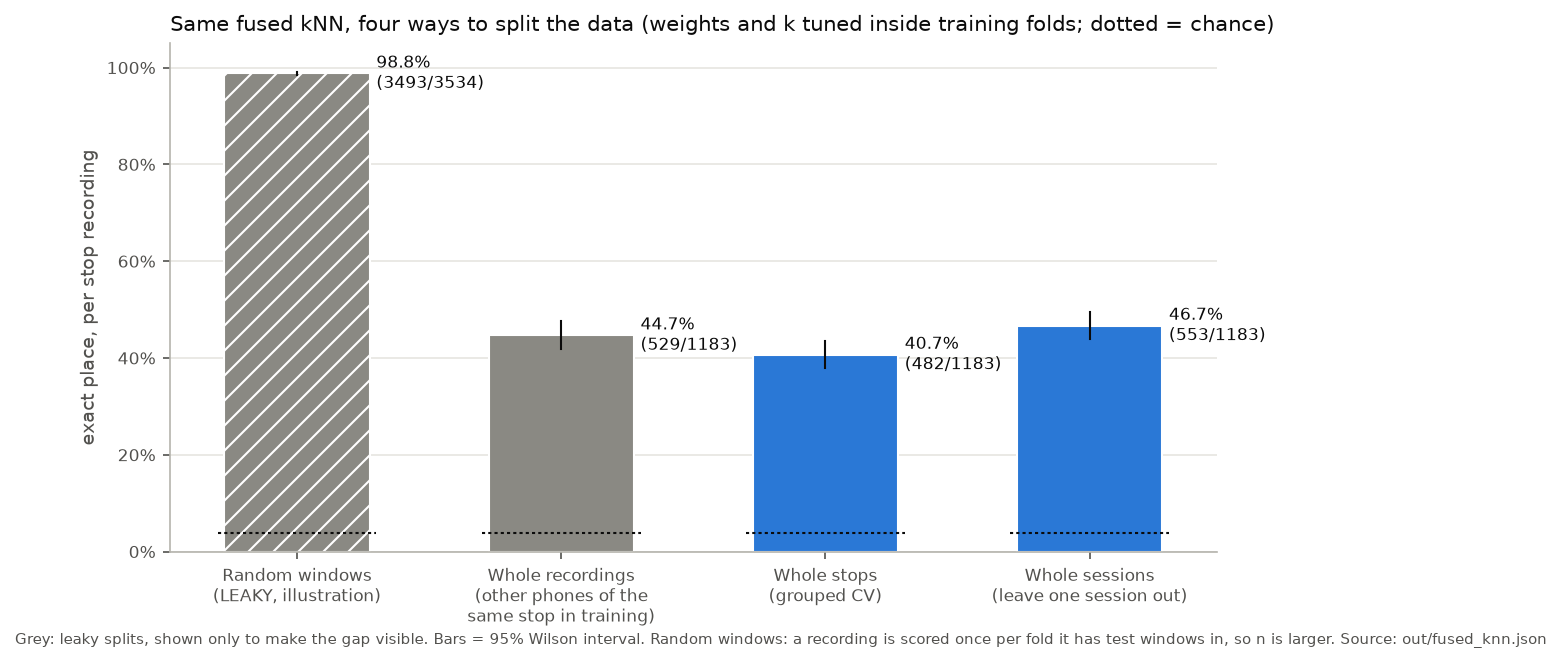 Same fused kNN, four ways to split the data (weights and k tuned inside training folds; dotted = chance)
exact place, per stop recording
100%
80%
60%
40%
20%
0%
98.8%
(3493/3534)
44.7%
(529/1183)
40.7%
(482/1183)
46.7%
(553/1183)
Random windows
(LEAKY, illustration)
Whole recordings
(other phones of the
same stop in training)
Whole stops
(grouped CV)
Whole sessions
(leave one session out)
Grey: leaky splits, shown only to make the gap visible. Bars = 95% Wilson interval. Random windows: a recording is scored once per fold it has test windows in, so n is larger. Source: out/fused_knn.json